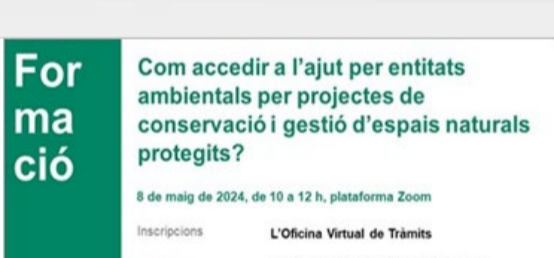 For
ma
ció
Com accedir a l'ajut per entitats
ambientals per projectes de
conservació i gestió d'espais naturals
protegits?
8 de maig de 2024, de 10 a 12 h, plataforma Zoom
Inscripcions
L'Oficina Virtual de Tràmits